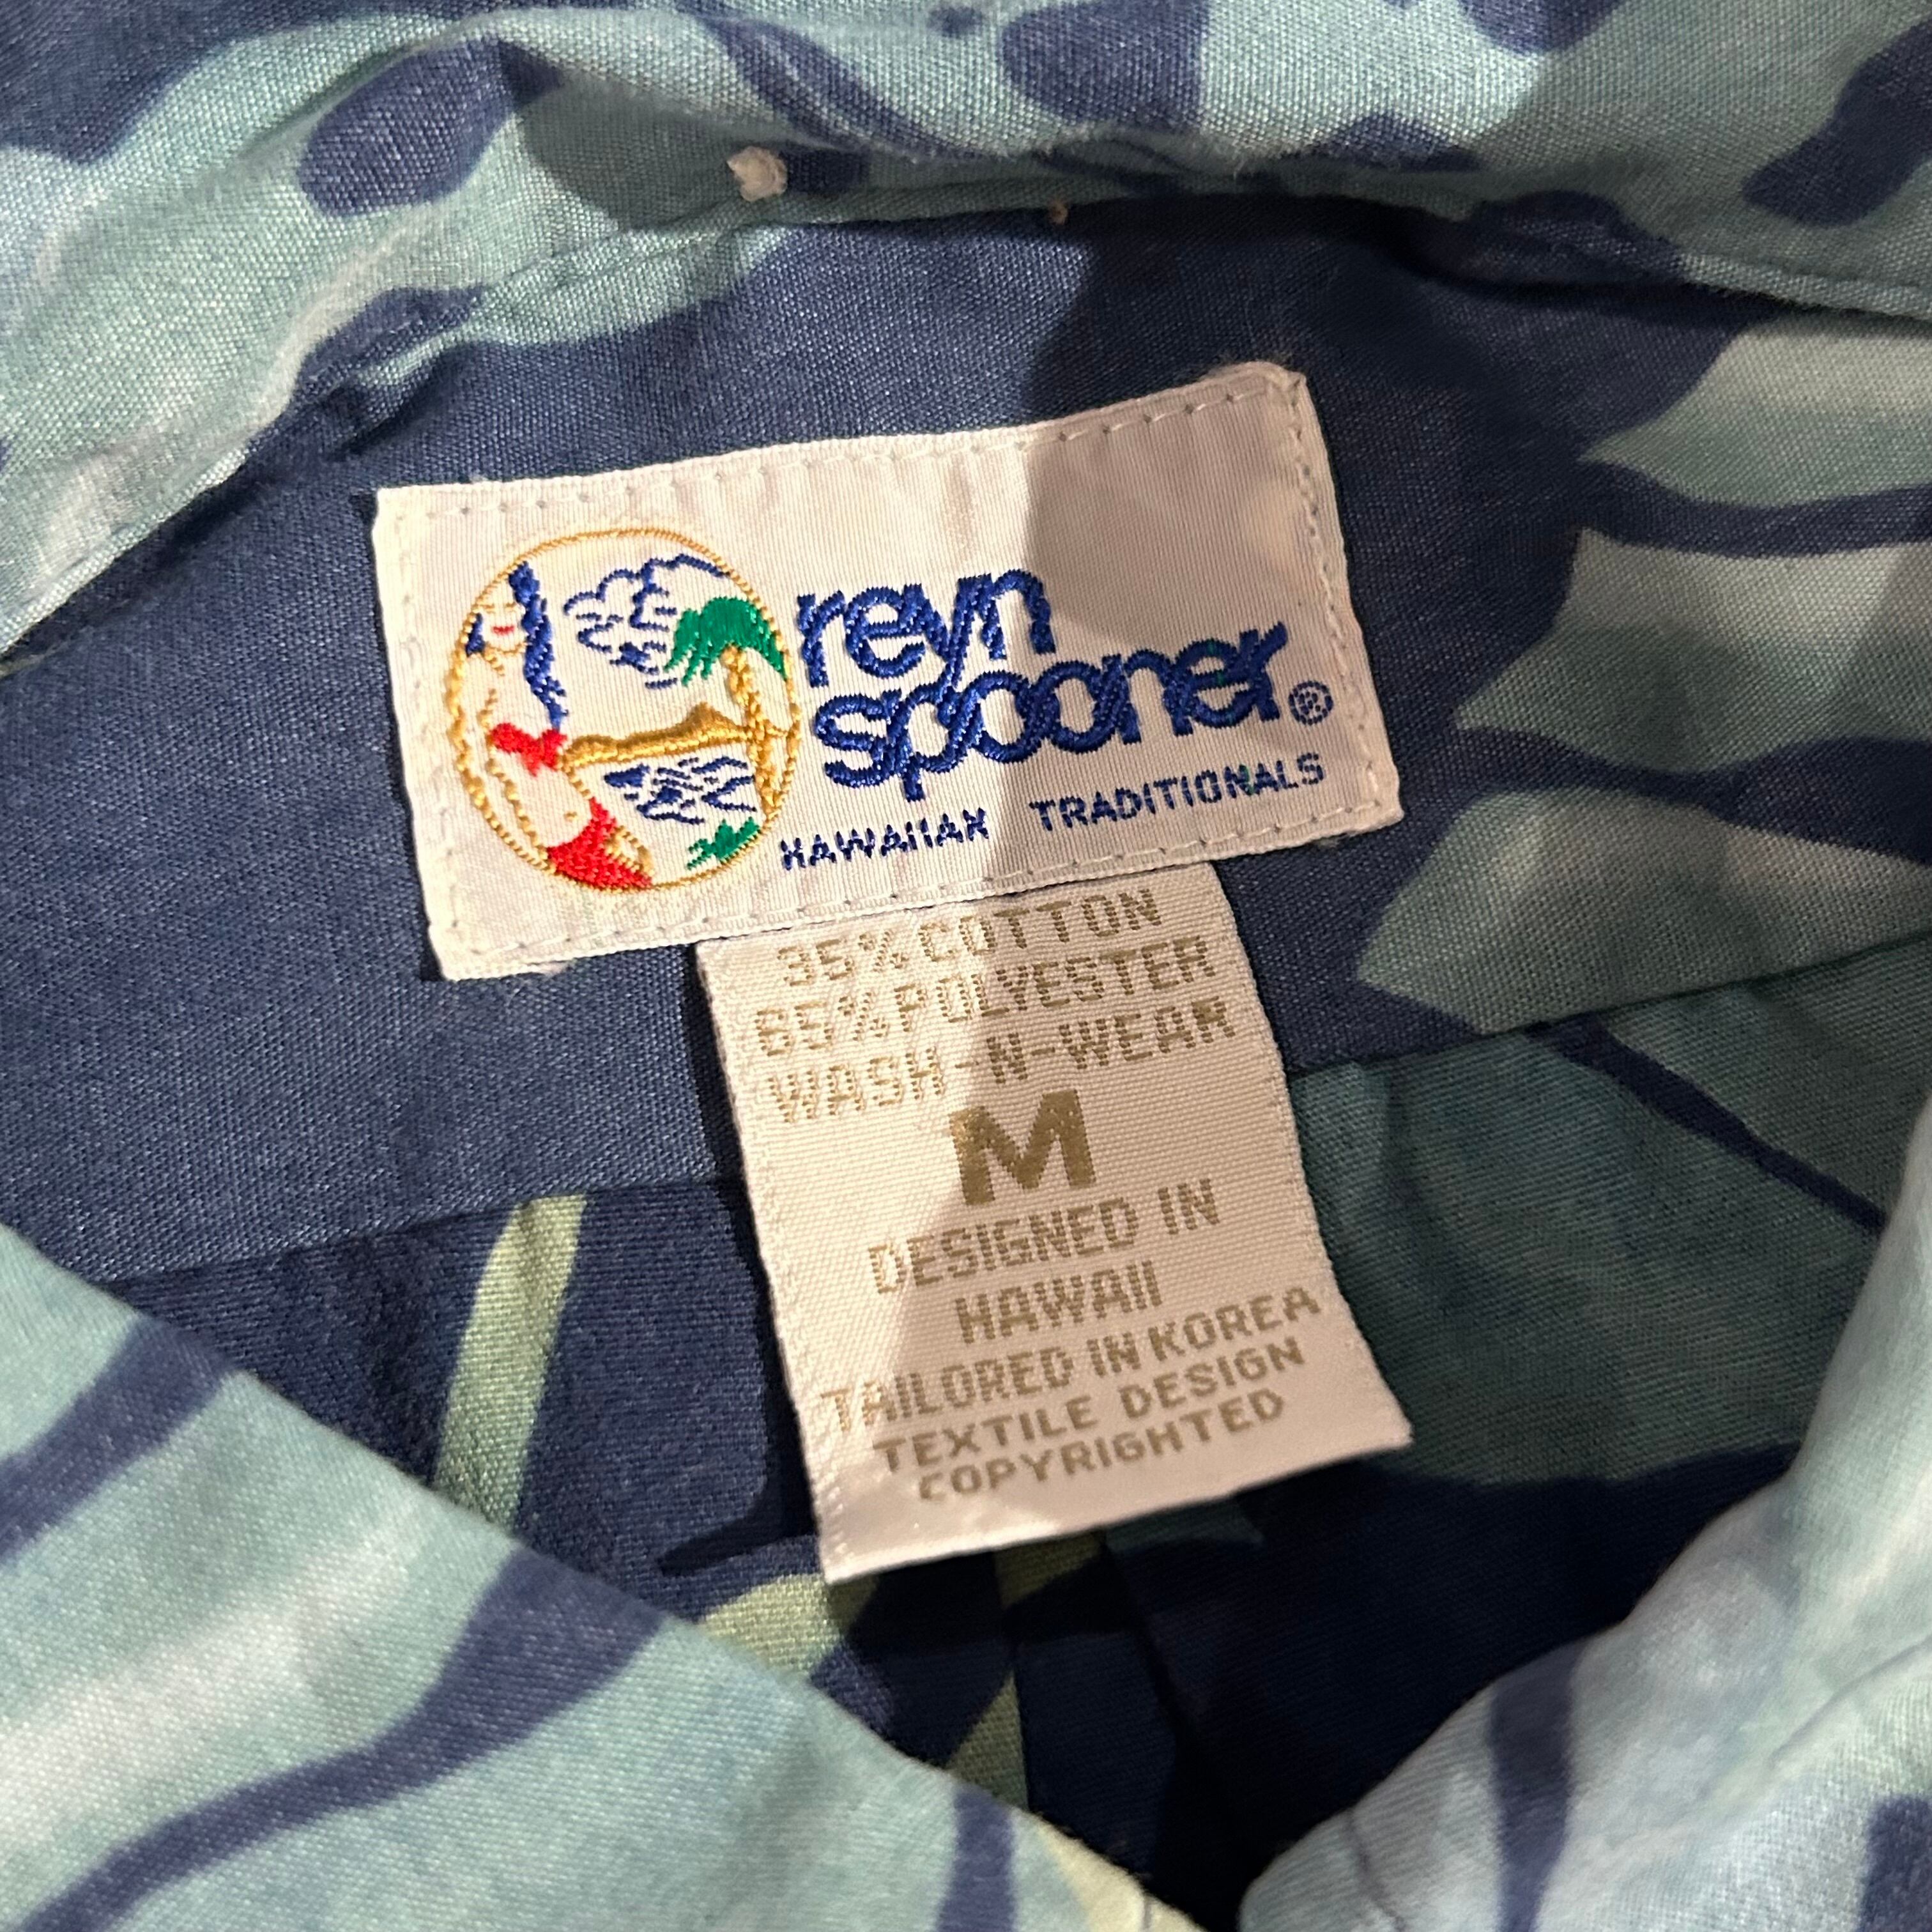 reyn
spooner®
HAWAIIAN TRADITIONALS
35% COTTON
65% POLYESTER
WASH-N-WEAR
M
DESIGNED IN
HAWAII
TAILORED IN KOREA
TEXTILE DESIGN
COPYRIGHTED